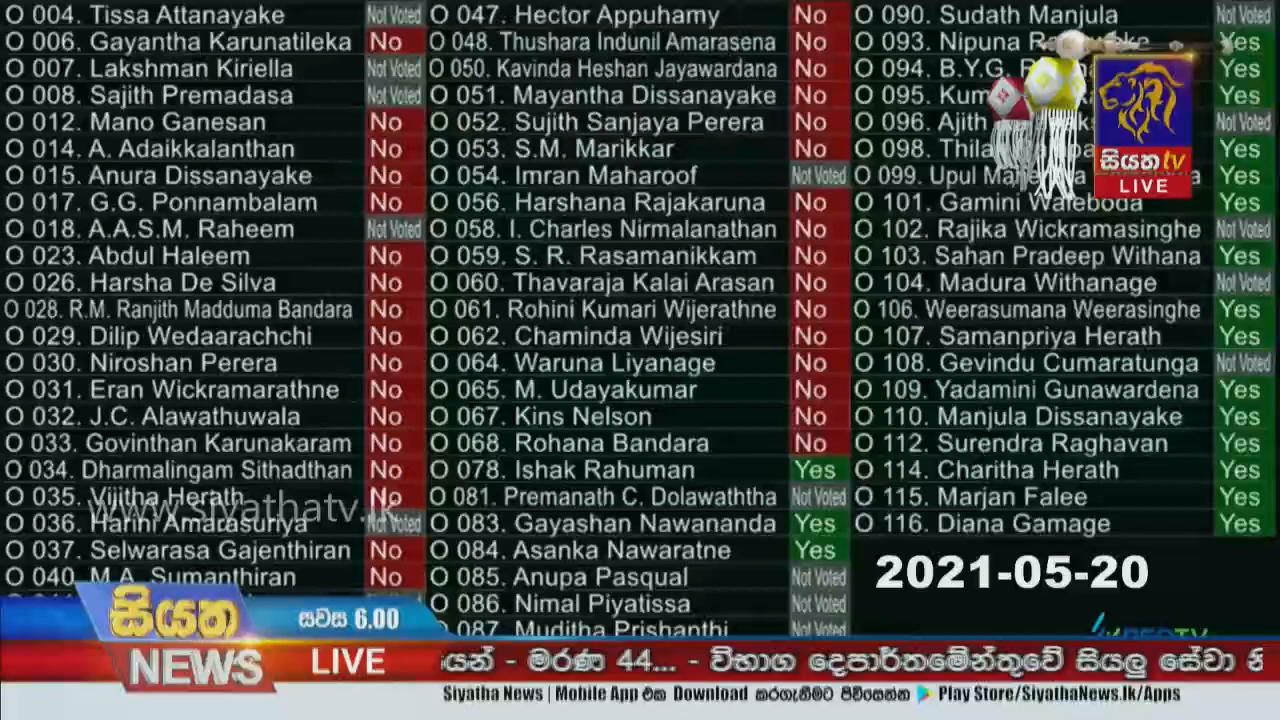 O 004. Tissa Attanayake Not Voted
O 006. Gayantha Karunatileka No
O 007. Lakshman Kiriella Not Voted
O 008. Sajith Premadasa Not Voted
O 012. Mano Ganesan No
O 014. A. Adaikkalanthan No
O 015. Anura Dissanayake No
O 017. G.G. Ponnambalam No
O 018. A.A.S.M. Raheem Not Voted
O 023. Abdul Haleem No
O 026. Harsha De Silva No
O 028. R.M. Ranjith Madduma Bandara No
O 029. Dilip Wedaarachchi No
O 030. Niroshan Perera No
O 031. Eran Wickramarathne No
O 032. J.C. Alawathuwala No
O 033. Govinthan Karunakaram No
O 034. Dharmalingam Sithadthan No
O 035. Vijitha Herath No
www.siyathatv.lk
O 036. Harini Amarasuriya Not Voted
O 037. Selwarasa Gajenthiran No
O 040. M.A. Sumanthiran No
O 047. Hector Appuhamy No
O 048. Thushara Indunil Amarasena No
O 050. Kavinda Heshan Jayawardana No
O 051. Mayantha Dissanayake No
O 052. Sujith Sanjaya Perera No
O 053. S.M. Marikkar No
O 054. Imran Maharoof Not Voted
O 056. Harshana Rajakaruna No
O 058. I. Charles Nirmalanathan No
O 059. S. R. Rasamanikkam No
O 060. Thavaraja Kalai Arasan No
O 061. Rohini Kumari Wijerathne No
O 062. Chaminda Wijesiri No
O 064. Waruna Liyanage No
O 065. M. Udayakumar No
O 067. Kins Nelson No
O 068. Rohana Bandara No
O 078. Ishak Rahuman Yes
O 081. Premanath C. Dolawaththa Not Voted
O 083. Gayashan Nawananda Yes
O 084. Asanka Nawaratne Yes
O 085. Anupa Pasqual Not Voted
O 086. Nimal Piyatissa Not Voted
O 087. Muditha Prishanthi Not Voted
O 090. Sudath Manjula Not Voted
O 093. Nipuna Yes
O 094. B.Y.G. Yes
O 095. Yes
O 096. Ajith Not Voted
O 098. Yes
O 099. Upul Yes
O 101. Gamini Waleboda Yes
O 102. Rajika Wickramasinghe Not Voted
O 103. Sahan Pradeep Withana Yes
O 104. Madura Withanage Not Voted
O 106. Weerasumana Weerasinghe Yes
O 107. Samanpriya Herath Yes
O 108. Gevindu Cumaratunga Not Voted
O 109. Yadamini Gunawardena Yes
O 110. Manjula Dissanayake Yes
O 112. Surendra Raghavan Yes
O 114. Charitha Herath Yes
O 115. Marjan Falee Yes
O 116. Diana Gamage Yes
සියත tv
LIVE
2021-05-20
සියත
සවස 6.00
NEWS
LIVE
- මරණ 44... - විභාග දෙපාර්තමේන්තුවේ සියලු සේවා
Siyatha News | Mobile App එක Download කරගැනීමට පිවිසෙන්න Play Store/SiyathaNews.lk/Apps